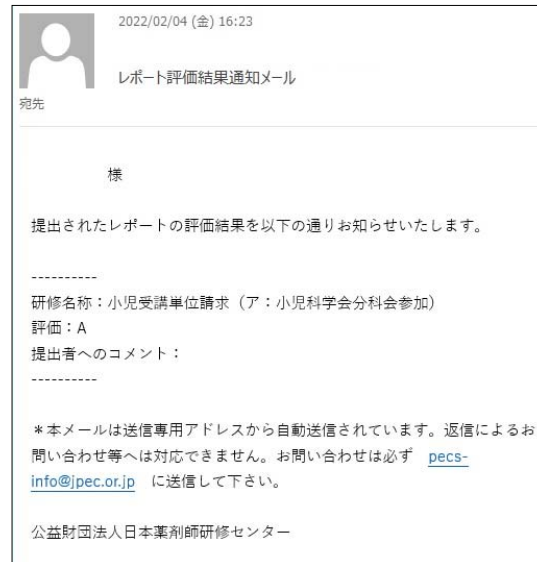 2022/02/04 (金) 16:23
レポート評価結果通知メール
宛先
様
提出されたレポートの評価結果を以下の通りお知らせいたします。
----------
研修名称：小児受講単位請求（ア：小児科学会分科会参加）
評価：A
提出者へのコメント：
----------
＊本メールは送信専用アドレスから自動送信されています。返信によるお
問い合わせ等へは対応できません。お問い合わせは必ず　pecs-
info@jpec.or.jp　に送信して下さい。
公益財団法人日本薬剤師研修センター